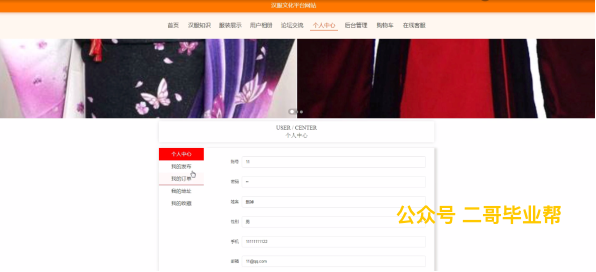 汉服文化平台网站
首页 汉服知识 服装展示 用户相册 论坛交流 个人中心 后台管理 购物车 在线客服
USER / CENTER
个人中心
个人中心
我的发布
我的订单
我的地址
我的收藏
账号 11
密码
姓名
性别 男
手机
邮箱 11@qq.com
公众号 二哥毕业帮